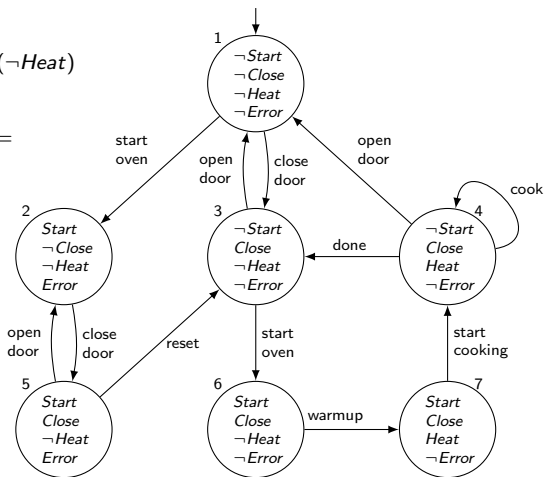 (¬Heat)
=
1
¬Start
¬Close
¬Heat
¬Error
start
oven
open
door
close
door
open
door
cook
2
Start
¬Close
¬Heat
Error
3
¬Start
Close
¬Heat
¬Error
done
4
¬Start
Close
Heat
¬Error
open
door
close
door
reset
start
oven
start
cooking
5
Start
Close
¬Heat
Error
6
Start
Close
¬Heat
¬Error
warmup
7
Start
Close
Heat
¬Error